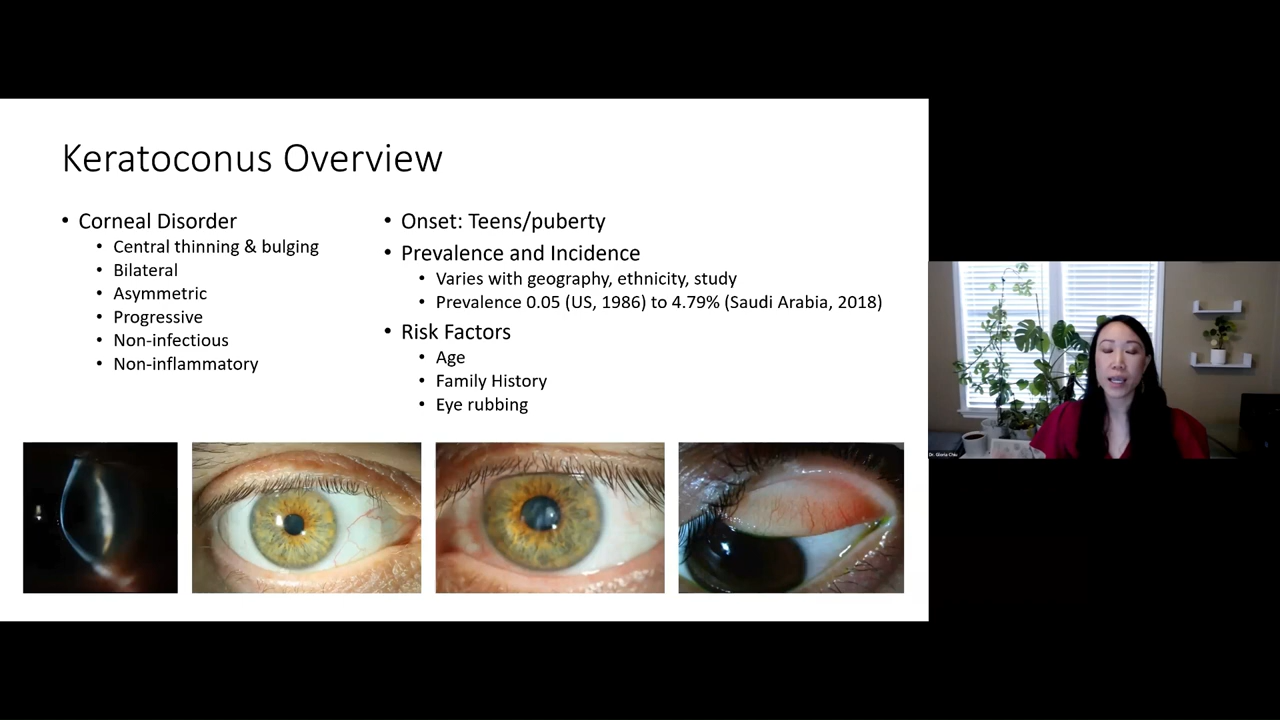 Keratoconus Overview
• Corneal Disorder
• Central thinning & bulging
• Bilateral
• Asymmetric
• Progressive
• Non-infectious
• Non-inflammatory
• Onset: Teens/puberty
• Prevalence and Incidence
• Varies with geography, ethnicity, study
• Prevalence 0.05 (US, 1986) to 4.79% (Saudi Arabia, 2018)
• Risk Factors
• Age
• Family History
• Eye rubbing
Dr. Gloria Chiu